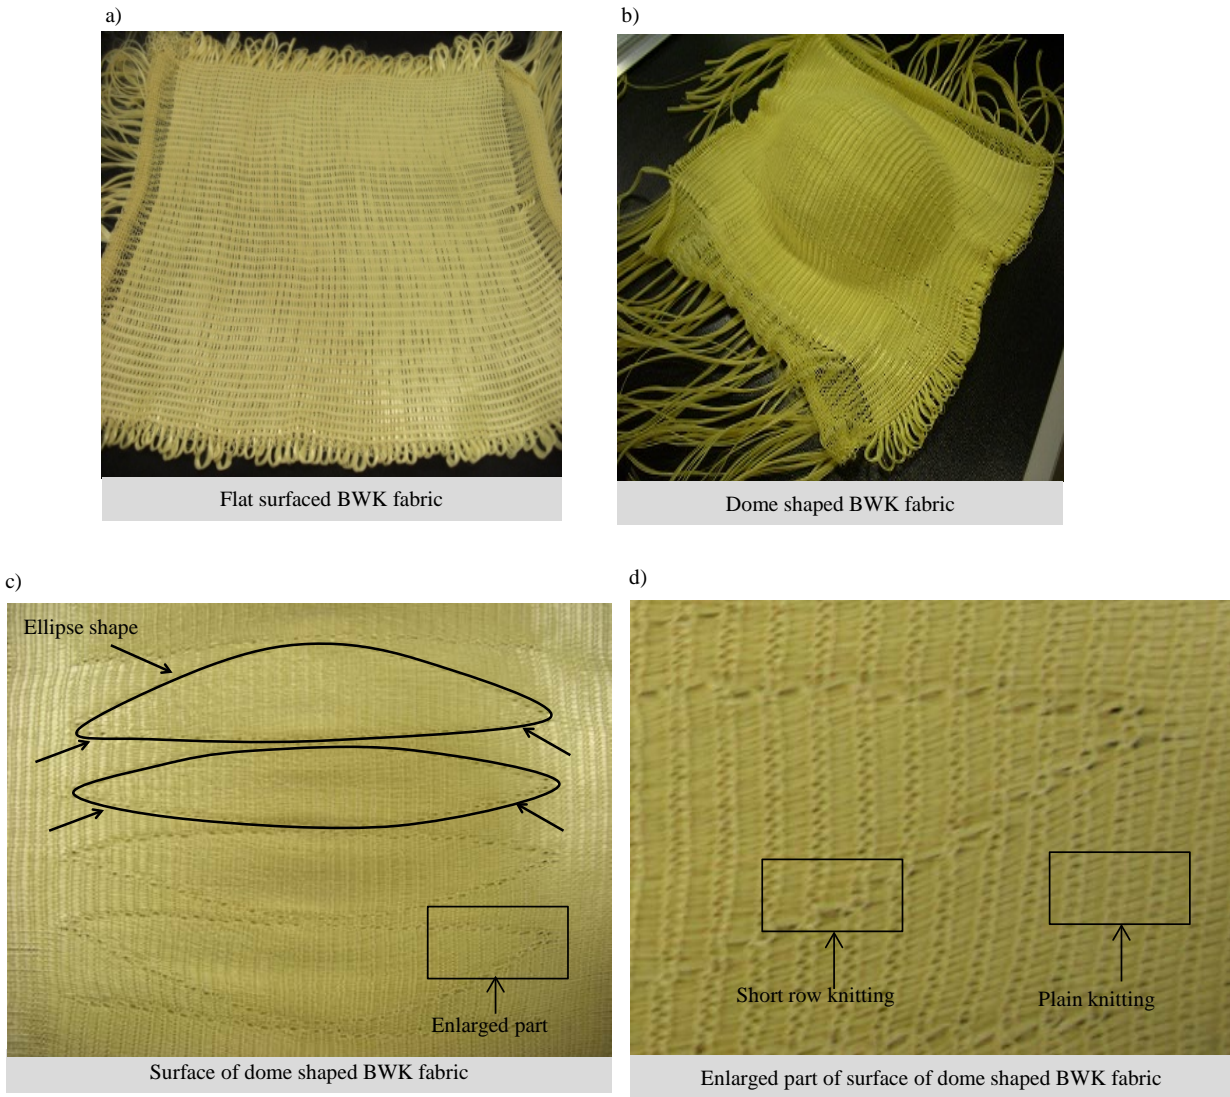 a)
b)
Flat surfaced BWK fabric
Dome shaped BWK fabric
c)
d)
Ellipse shape
Enlarged part
Surface of dome shaped BWK fabric
Short row knitting
Plain knitting
Enlarged part of surface of dome shaped BWK fabric